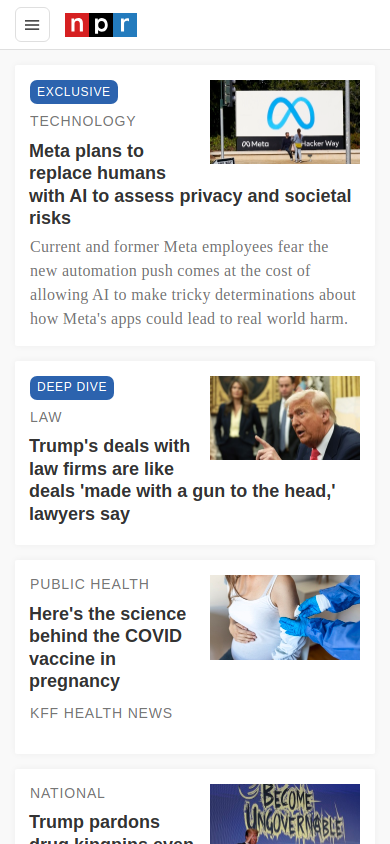 npr
EXCLUSIVE
TECHNOLOGY
Meta plans to
replace humans
with AI to assess privacy and societal
risks
Meta
Hacker Way
Current and former Meta employees fear the
new automation push comes at the cost of
allowing AI to make tricky determinations about
how Meta's apps could lead to real world harm.
DEEP DIVE
LAW
Trump's deals with
law firms are like
deals 'made with a gun to the head,'
lawyers say
PUBLIC HEALTH
Here's the science
behind the COVID
vaccine in
pregnancy
KFF HEALTH NEWS
NATIONAL
Trump pardons
drug kingpins even
BECOME
UNGOVERNABLE